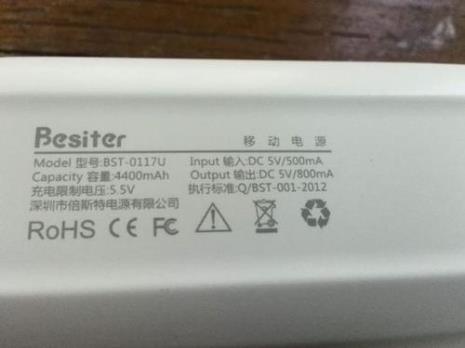 Besiter 移动电源
Model 型号:BST-0117U Input 输入:DC 5V/500mA
Capacity 容量:4400mAh Output 输出:DC 5V/800mA
充电限制电压:5.5V 执行标准:Q/BST-001-2012
深圳市倍斯特电源有限公司
RoHS CE FC